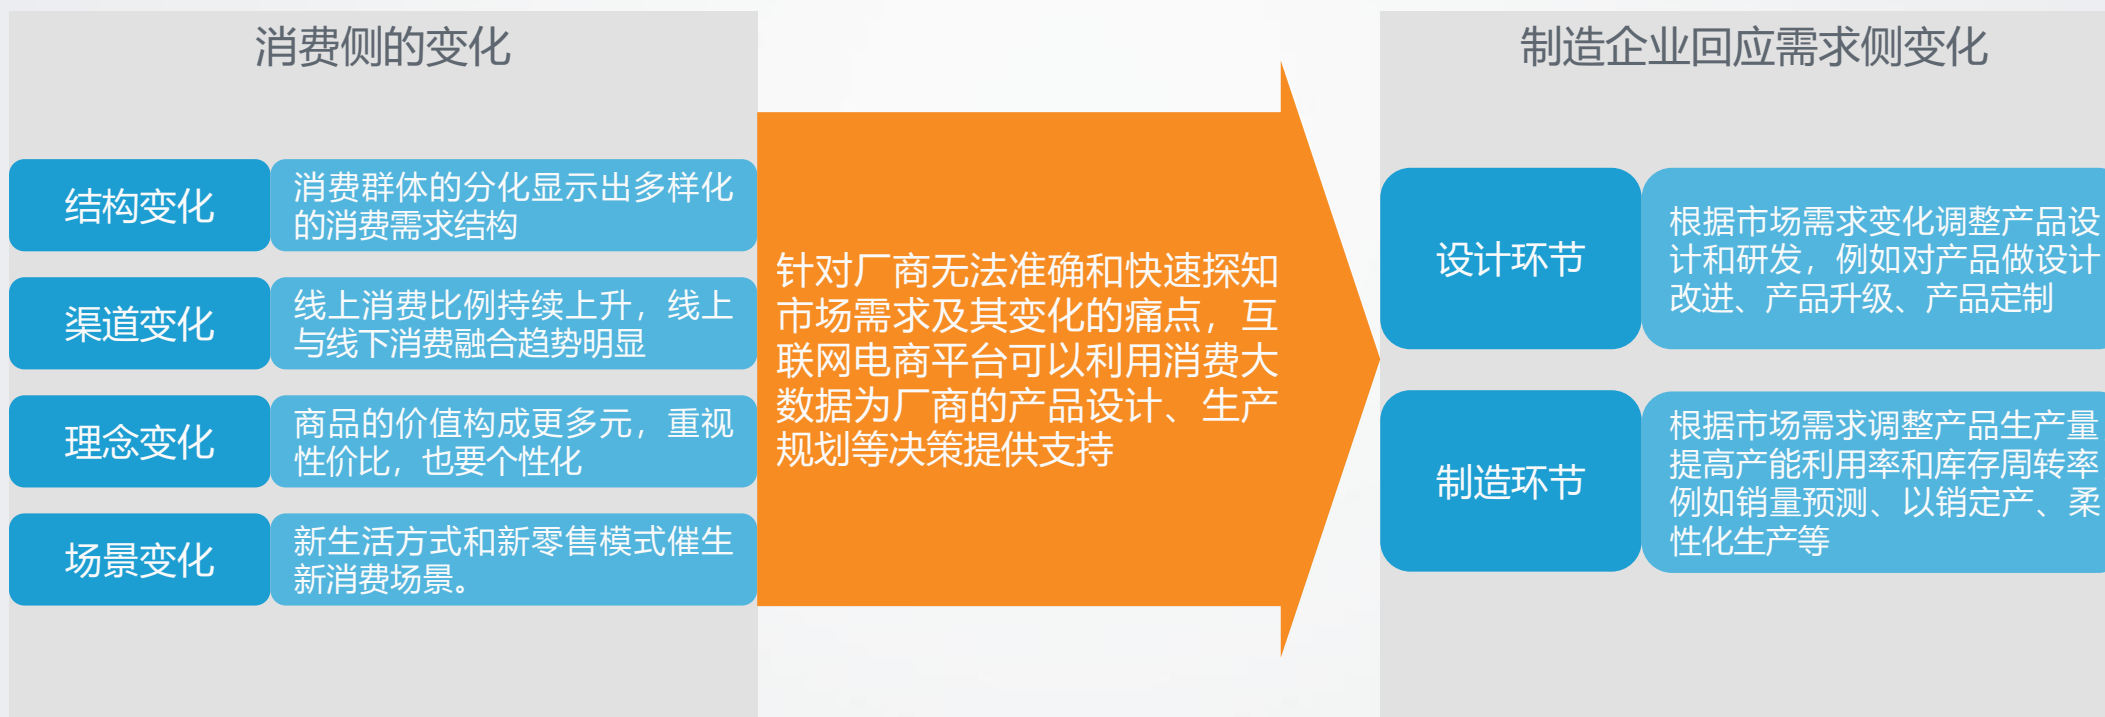 消费侧的变化
结构变化
消费群体的分化显示出多样化
的消费需求结构
渠道变化
线上消费比例持续上升，线上
与线下消费融合趋势明显
理念变化
商品的价值构成更多元，重视
性价比，也要个性化
场景变化
新生活方式和新零售模式催生
新消费场景。
针对厂商无法准确和快速探知
市场需求及其变化的痛点，互
联网电商平台可以利用消费大
数据为厂商的产品设计、生产
规划等决策提供支持
制造企业回应需求侧变化
设计环节
根据市场需求变化调整产品设
计和研发，例如对产品做设计
改进、产品升级、产品定制
制造环节
根据市场需求调整产品生产量
提高产能利用率和库存周转率
例如销量预测、以销定产、柔
性化生产等